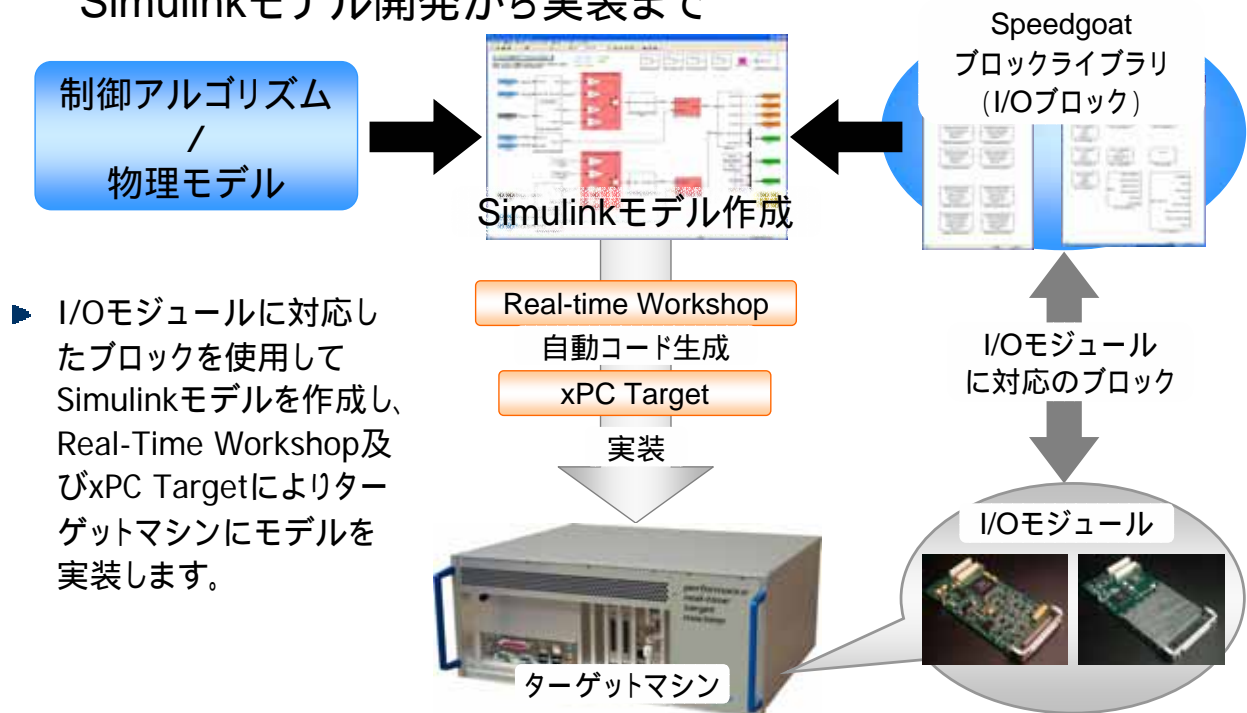 Simulinkモデル開発から実装まで
制御アルゴリズム
/
物理モデル
Simulinkモデル作成
Speedgoat
ブロックライブラリ
(I/Oブロック)
▶ I/Oモジュールに対応し
たブロックを使用して
Simulinkモデルを作成し、
Real-Time Workshop及
びxPC Targetによりター
ゲットマシンにモデルを
実装します。
Real-time Workshop
自動コード生成
xPC Target
実装
I/Oモジュール
に対応のブロック
I/Oモジュール
performance
real-time
target
machine
ターゲットマシン